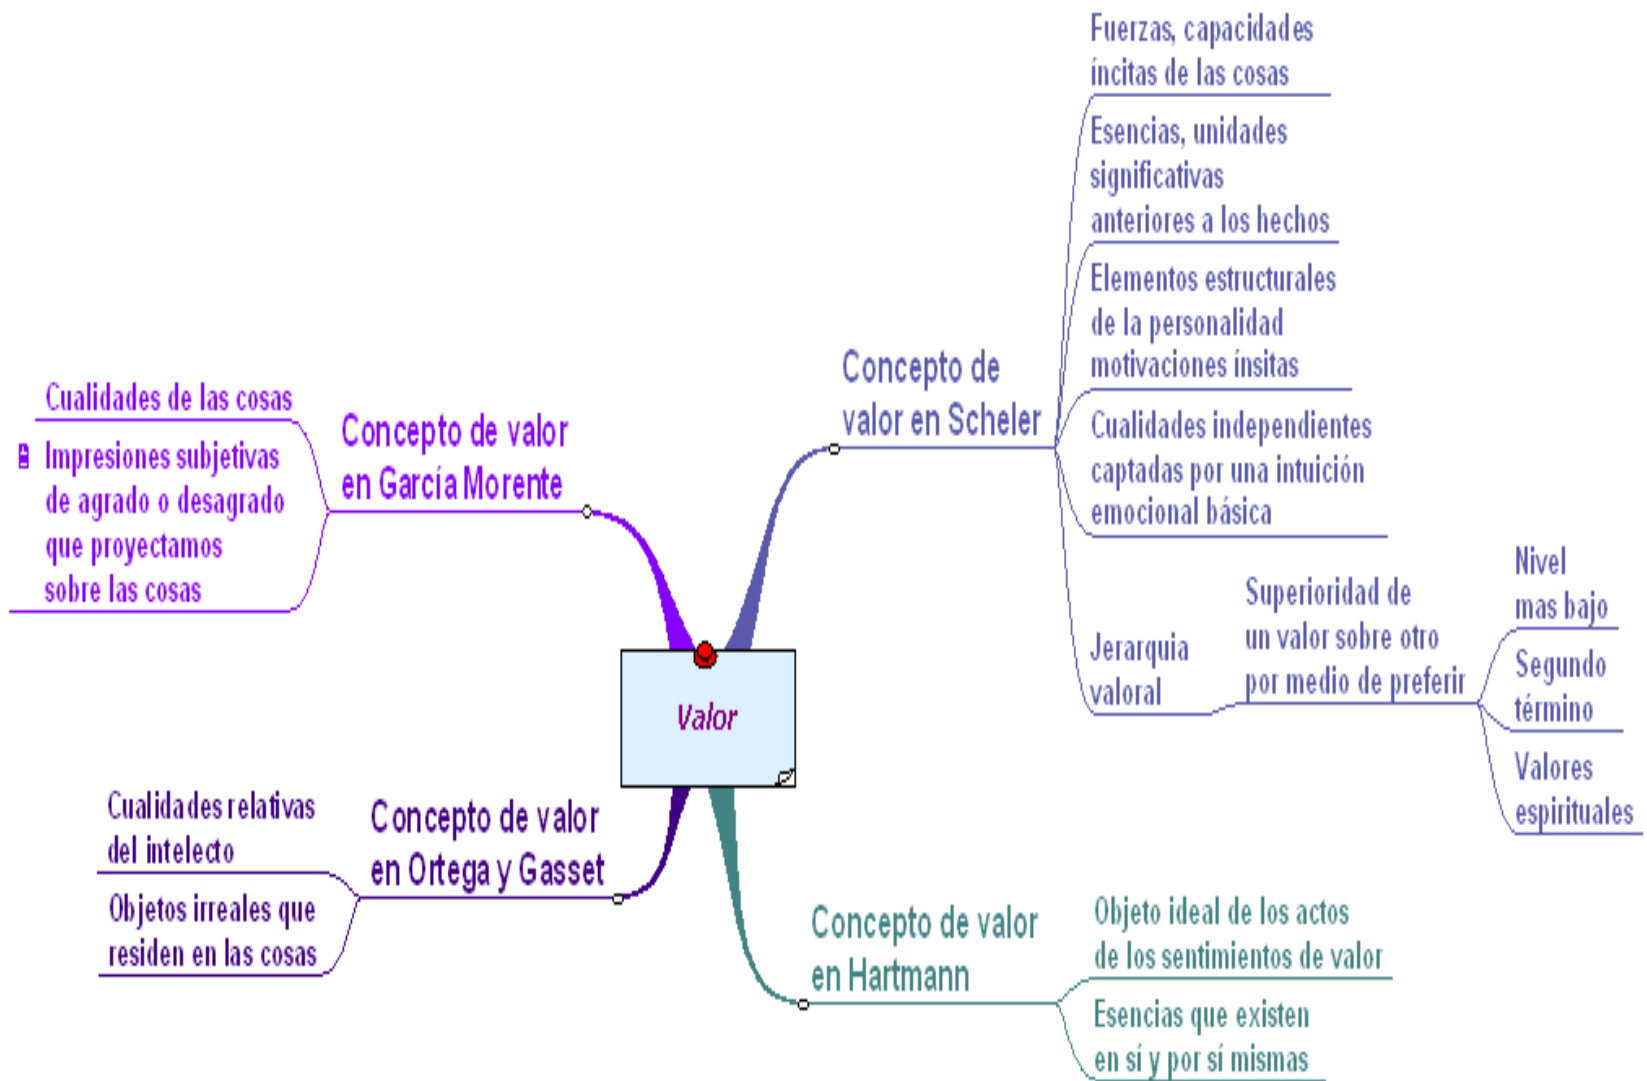 Fuerzas, capacidades
íncitas de las cosas
Esencias, unidades
significativas
anteriores a los hechos
Elementos estructurales
de la personalidad
motivaciones ínsitas
Concepto de
valor en Scheler
Cualidades independientes
captadas por una intuición
emocional básica
Jerarquia
valoral
Superioridad de
un valor sobre otro
por medio de preferir
Nivel
mas bajo
Segundo
término
Valores
espirituales
Cualidades de las cosas
Impresiones subjetivas
de agrado o desagrado
que proyectamos
sobre las cosas
Concepto de valor
en García Morente
Valor
Cualidades relativas
del intelecto
Objetos irreales que
residen en las cosas
Concepto de valor
en Ortega y Gasset
Concepto de valor
en Hartmann
Objeto ideal de los actos
de los sentimientos de valor
Esencias que existen
en sí y por sí mismas